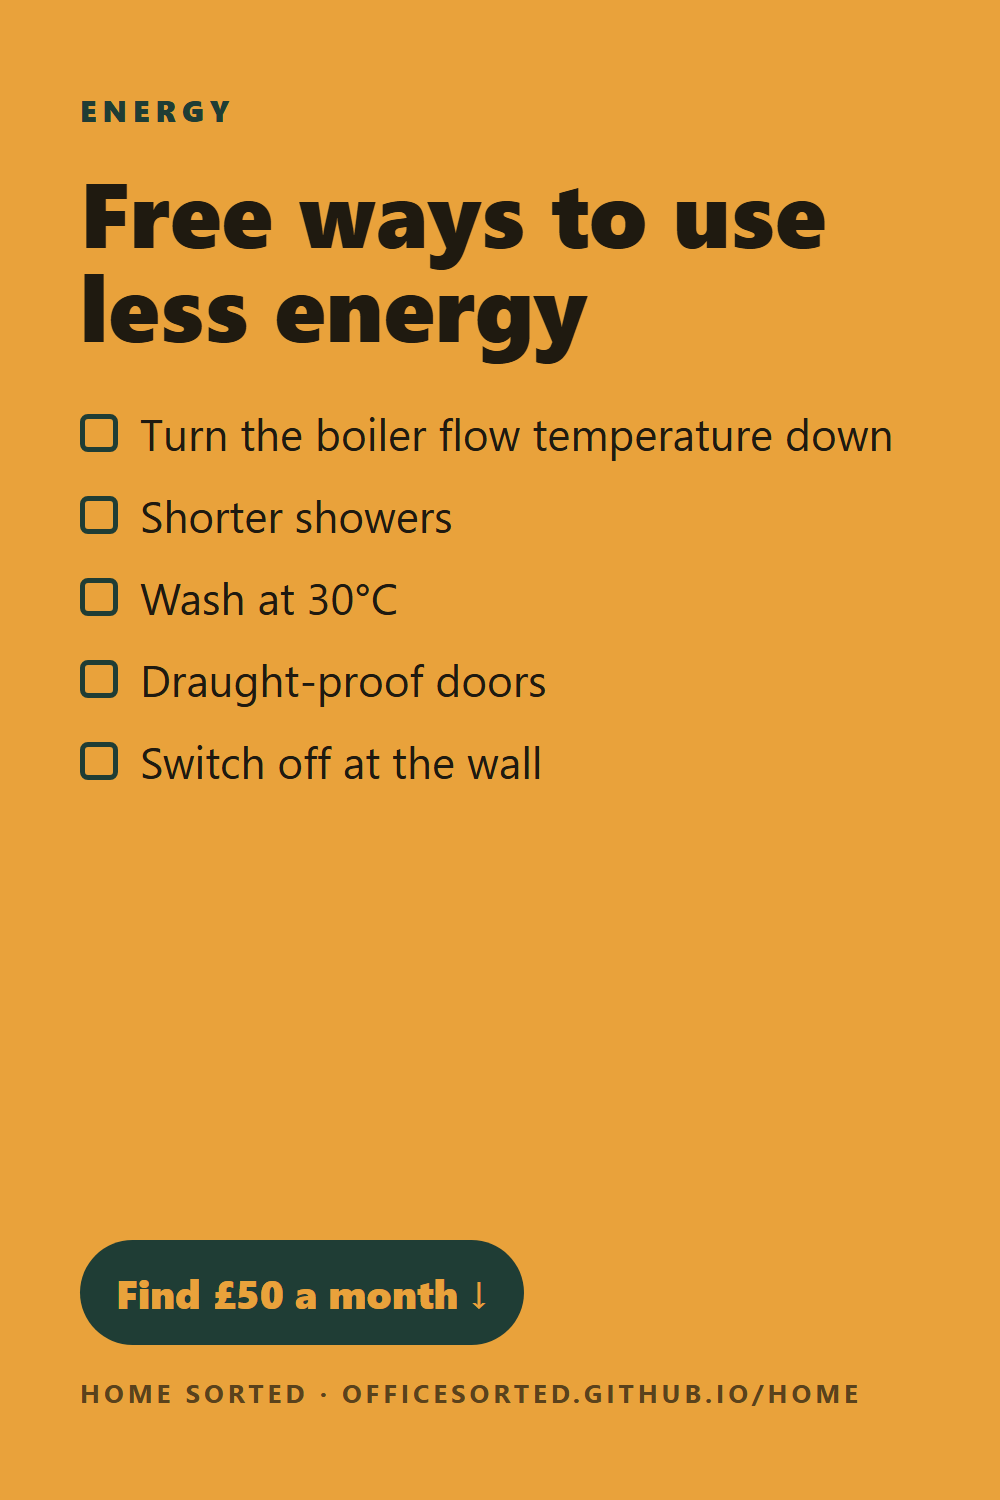 ENERGY
Free ways to use
less energy
Turn the boiler flow temperature down
Shorter showers
Wash at 30°C
Draught-proof doors
Switch off at the wall
Find £50 a month ↓
HOME SORTED · OFFICESORTED.GITHUB.IO/HOME